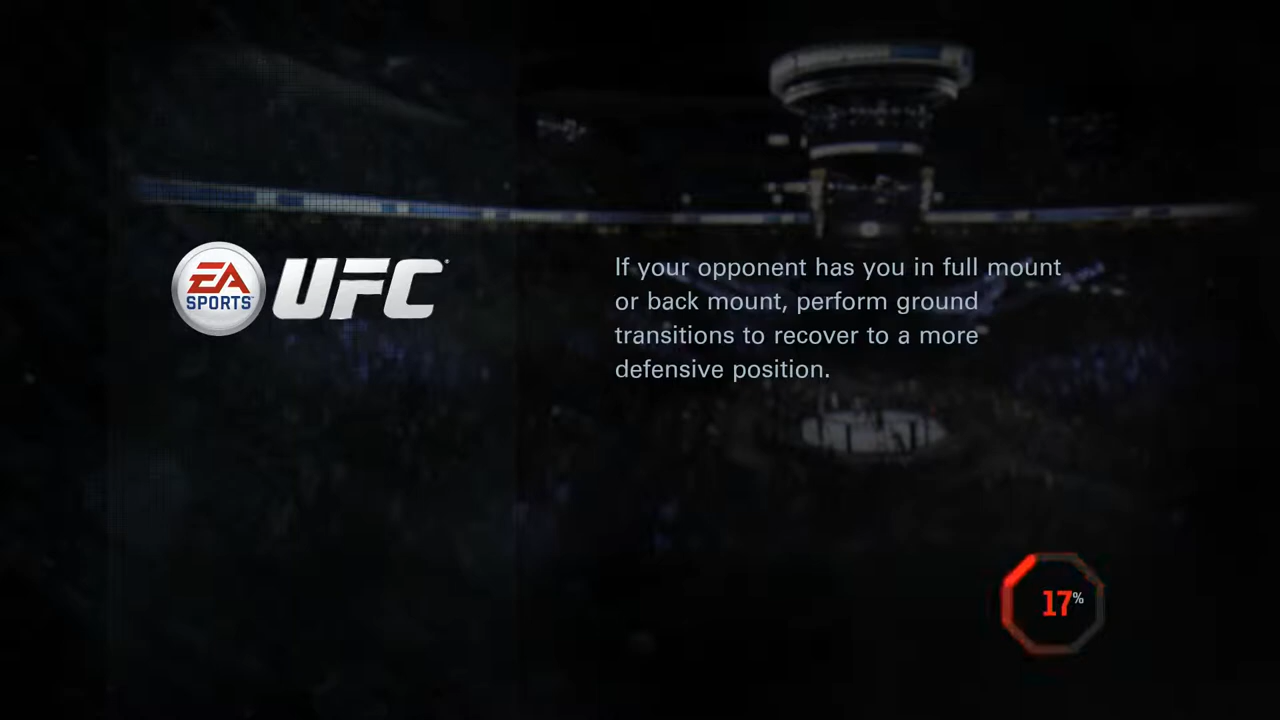 EA
SPORTS
UFC
If your opponent has you in full mount
or back mount, perform ground
transitions to recover to a more
defensive position.
17%